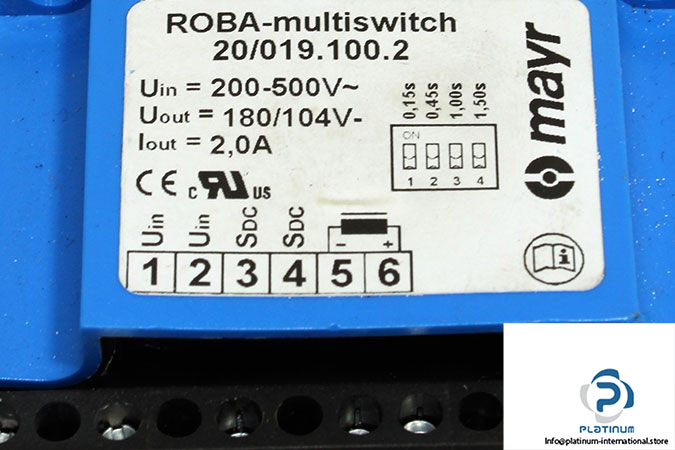 ROBA-multiswitch
20/019.100.2
Uin = 200-500V~
Uout = 180/104V-
Iout = 2,0A
0,15s
0,45s
1,00s
1,50s
ON
1 2 3 4
mayr
CE c RU US
Uin Uin SDC SDC - +
1 2 3 4 5 6
i
PLATINUM
Info@platinum-international.store